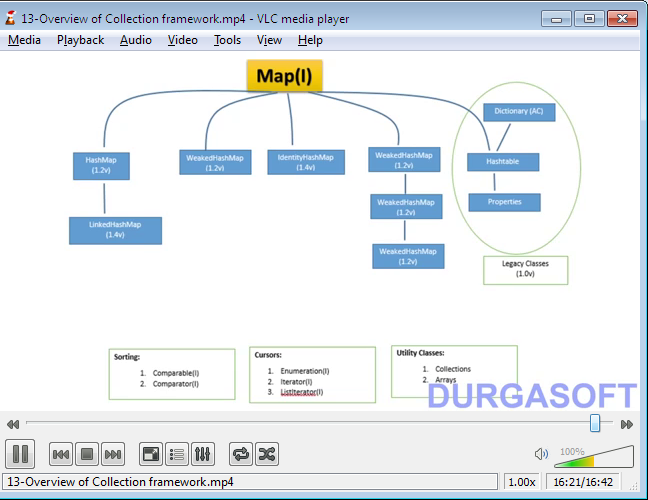 13-Overview of Collection framework.mp4 - VLC media player
Media Playback Audio Video Tools View Help
Map(I)
Dictionary (AC)
HashMap
(1.2v)
WeakedHashMap
(1.2v)
IdentityHashMap
(1.4v)
WeakedHashMap
(1.2v)
Hashtable
WeakedHashMap
(1.2v)
Properties
LinkedHashMap
(1.4v)
WeakedHashMap
(1.2v)
Legacy Classes
(1.0v)
Sorting:
1. Comparable(I)
2. Comparator(I)
Cursors:
1. Enumeration(I)
2. Iterator(I)
3. ListIterator(I)
Utility Classes:
1. Collections
2. Arrays
DURGASOFT
100%
13-Overview of Collection framework.mp4
1.00x
16:21/16:42